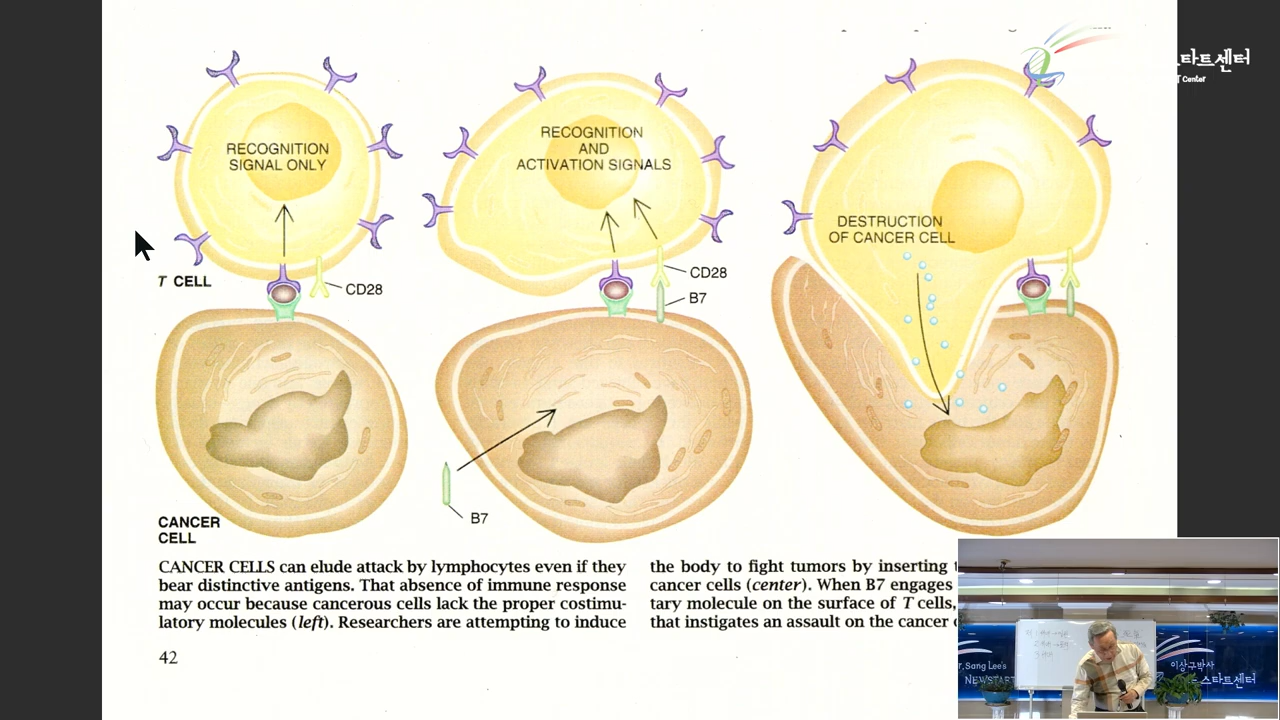 스타트센터
T Center
RECOGNITION
SIGNAL ONLY
T CELL
CD28
CANCER
CELL
RECOGNITION
AND
ACTIVATION SIGNALS
CD28
B7
B7
DESTRUCTION
OF CANCER CELL
CANCER CELLS can elude attack by lymphocytes even if they
bear distinctive antigens. That absence of immune response
may occur because cancerous cells lack the proper costimu-
latory molecules (left). Researchers are attempting to induce
the body to fight tumors by inserting
cancer cells (center). When B7 engages
tary molecule on the surface of T cells,
that instigates an assault on the cancer
42
r.Sang Lee's
NEWSTART
이상구박사
스타트센터